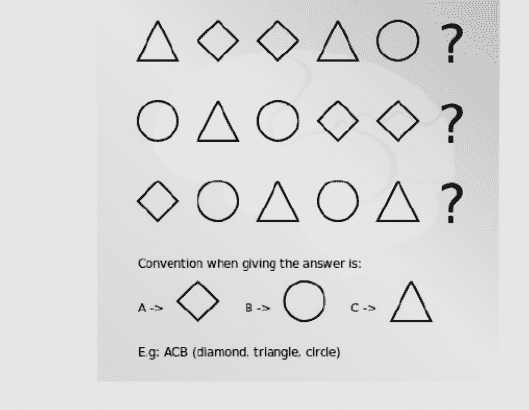 ?
?
?
Convention when giving the answer is:
A -> B -> C ->
E.g: ACB (diamond, triangle, circle)